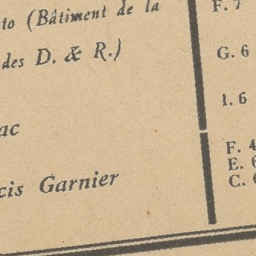 to (Bâtiment de la
des D. & R.)
ac
cis Garnier
F. 7
G. 6
I. 6
F. 4
E. 6
C. 6